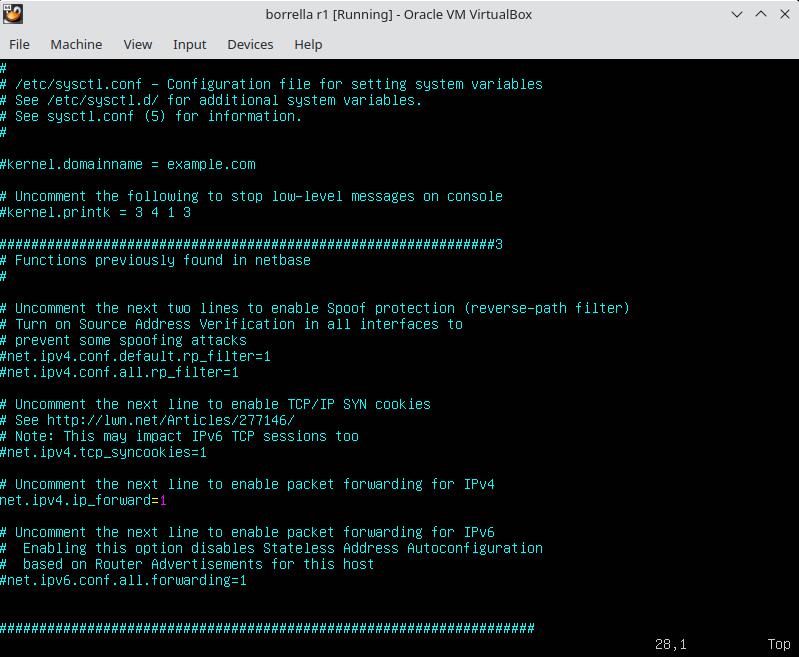 borrella r1 [Running] - Oracle VM VirtualBox
File Machine View Input Devices Help
#
# /etc/sysctl.conf - Configuration file for setting system variables
# See /etc/sysctl.d/ for additional system variables.
# See sysctl.conf (5) for information.
#
#kernel.domainname = example.com
# Uncomment the following to stop low-level messages on console
#kernel.printk = 3 4 1 3
##############################################################3
# Functions previously found in netbase
#
# Uncomment the next two lines to enable Spoof protection (reverse-path filter)
# Turn on Source Address Verification in all interfaces to
# prevent some spoofing attacks
#net.ipv4.conf.default.rp_filter=1
#net.ipv4.conf.all.rp_filter=1
# Uncomment the next line to enable TCP/IP SYN cookies
# See http://lwn.net/Articles/277146/
# Note: This may impact IPv6 TCP sessions too
#net.ipv4.tcp_syncookies=1
# Uncomment the next line to enable packet forwarding for IPv4
net.ipv4.ip_forward=1
# Uncomment the next line to enable packet forwarding for IPv6
#  Enabling this option disables Stateless Address Autoconfiguration
#  based on Router Advertisements for this host
#net.ipv6.conf.all.forwarding=1
###################################################################
28,1 Top